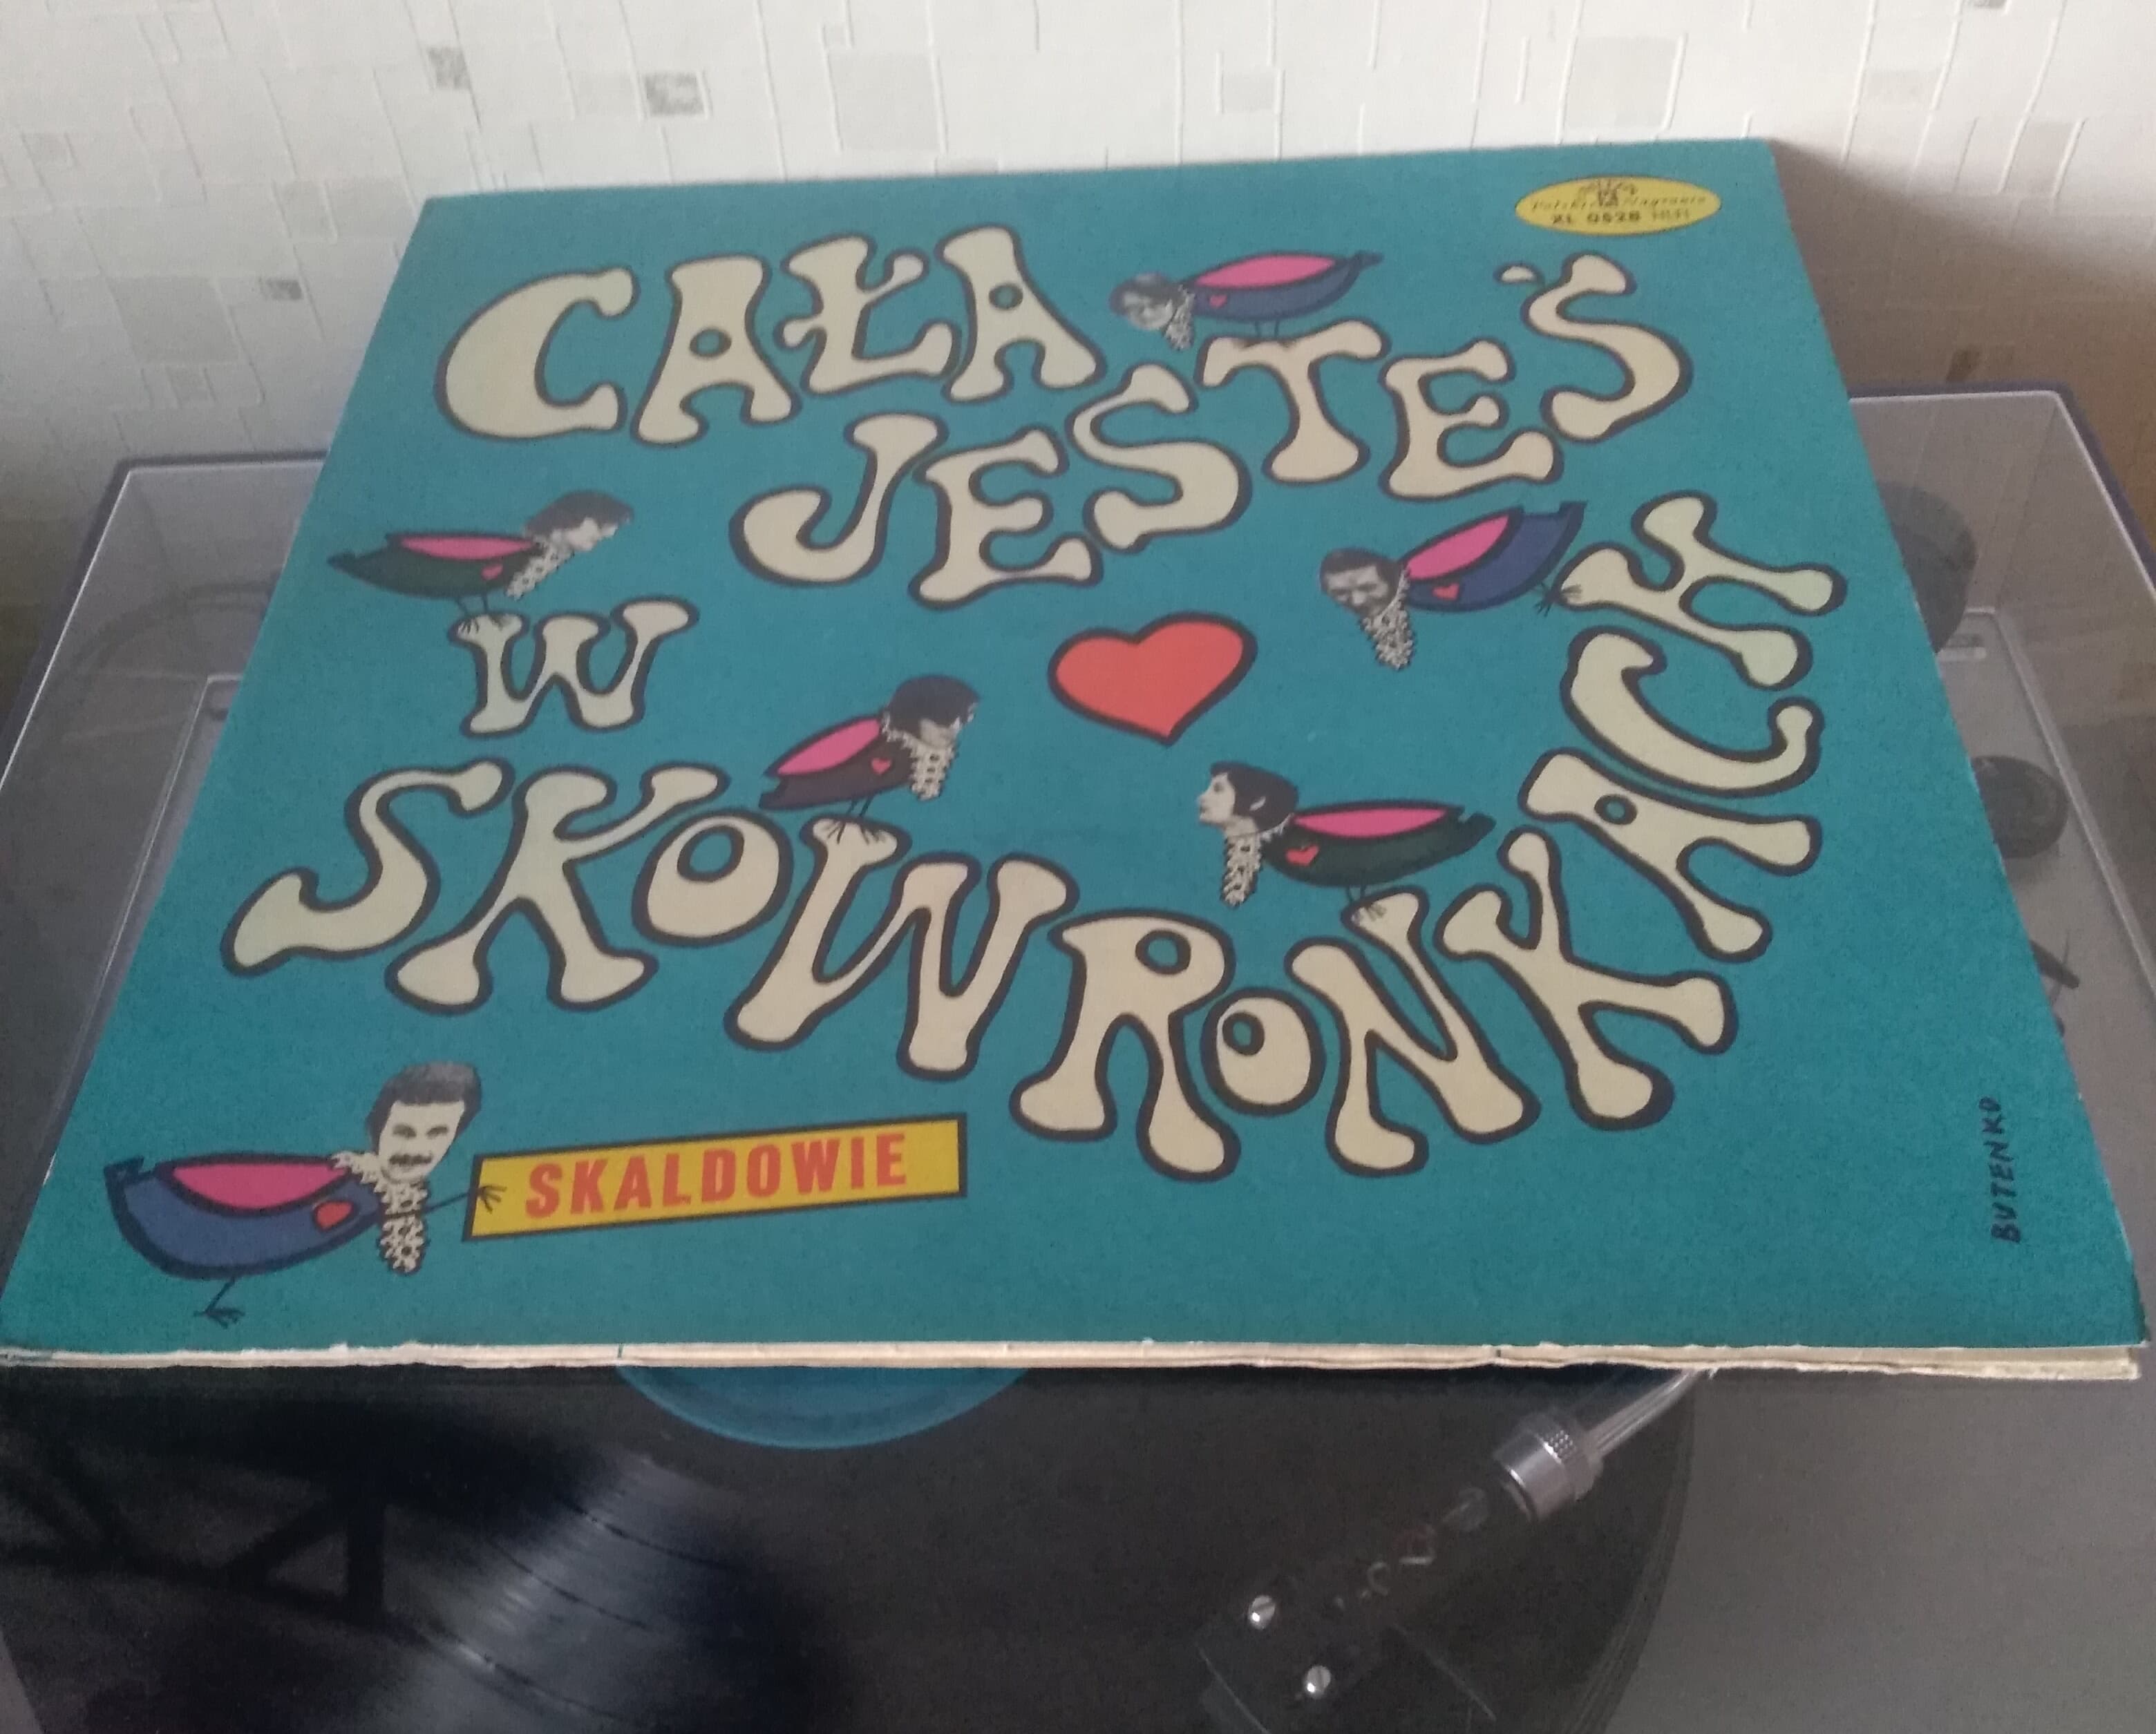 Polskie Nagrania
XL 0528 HI-FI
CAŁA
JESTEŚ
W
SKOWRONKACH
SKALDOWIE
BUTENKO